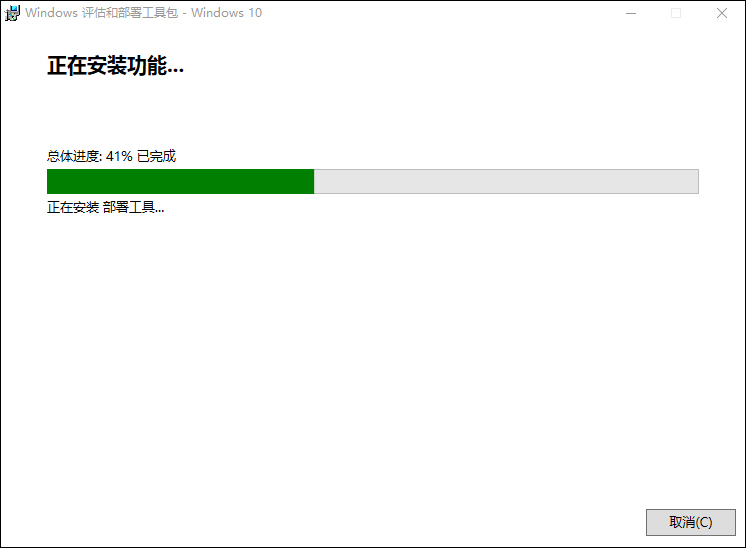 Windows 评估和部署工具包 - Windows 10
正在安装功能...
总体进度: 41% 已完成
正在安装 部署工具...
取消(C)